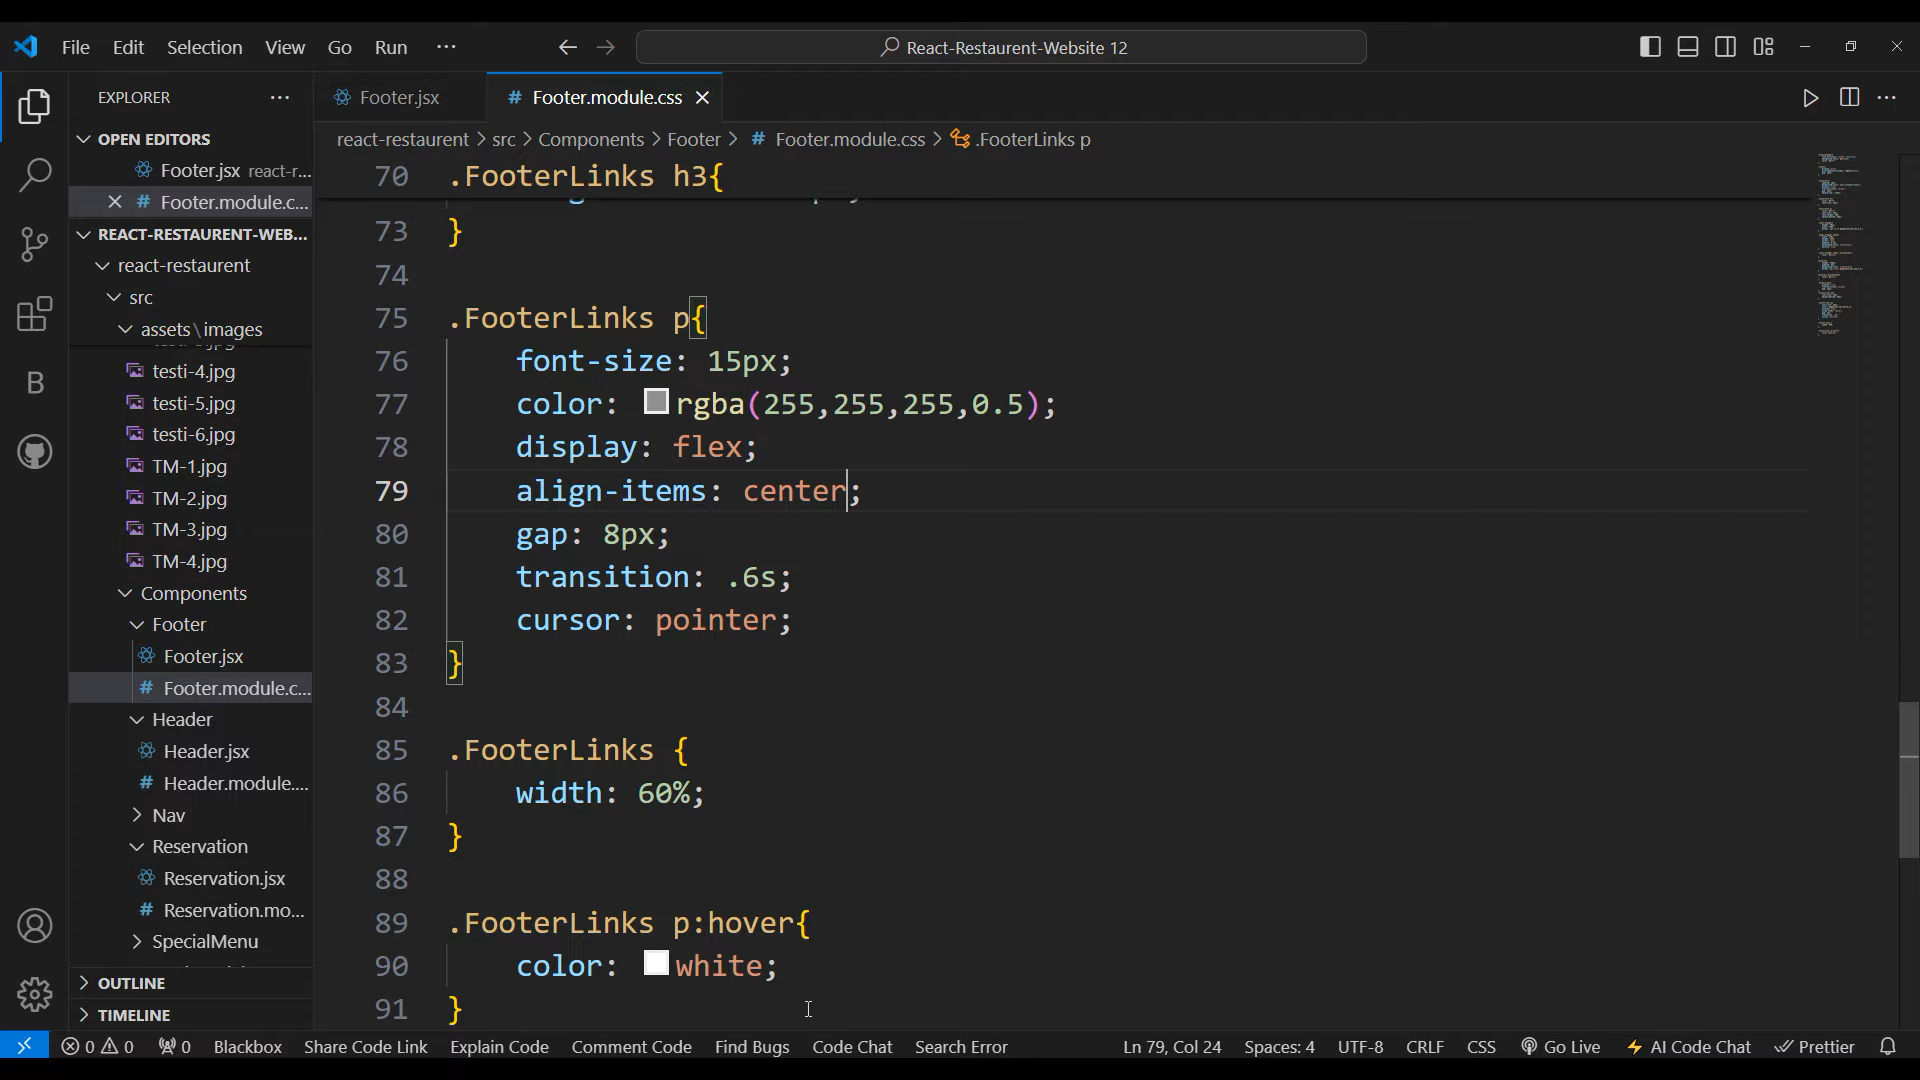 File Edit Selection View Go Run ··· React-Restaurent-Website 12
EXPLORER ···
Footer.jsx
Footer.module.css
OPEN EDITORS
Footer.jsx react-r...
Footer.module.c...
REACT-RESTAURENT-WEB...
react-restaurent
src
assets\images
testi-4.jpg
testi-5.jpg
testi-6.jpg
TM-1.jpg
TM-2.jpg
TM-3.jpg
TM-4.jpg
Components
Footer
Footer.jsx
Footer.module.c...
Header
Header.jsx
Header.module....
Nav
Reservation
Reservation.jsx
Reservation.mo...
SpecialMenu
OUTLINE
TIMELINE
react-restaurent > src > Components > Footer > # Footer.module.css > .FooterLinks p
70 .FooterLinks h3{
73 }
74
75 .FooterLinks p{
76 font-size: 15px;
77 color: rgba(255,255,255,0.5);
78 display: flex;
79 align-items: center;
80 gap: 8px;
81 transition: .6s;
82 cursor: pointer;
83 }
84
85 .FooterLinks {
86 width: 60%;
87 }
88
89 .FooterLinks p:hover{
90 color: white;
91 }
0 0 0 Blackbox Share Code Link Explain Code Comment Code Find Bugs Code Chat Search Error Ln 79, Col 24 Spaces: 4 UTF-8 CRLF CSS Go Live AI Code Chat Prettier